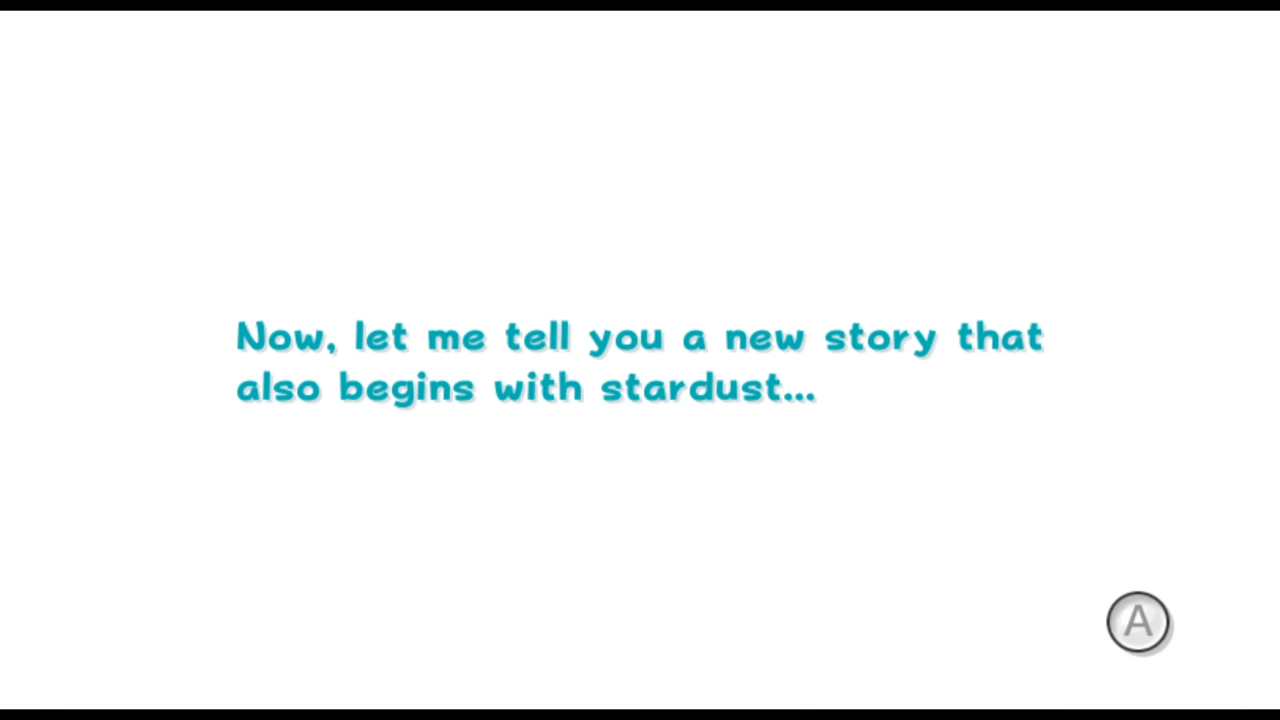 Now, let me tell you a new story that
also begins with stardust...
A